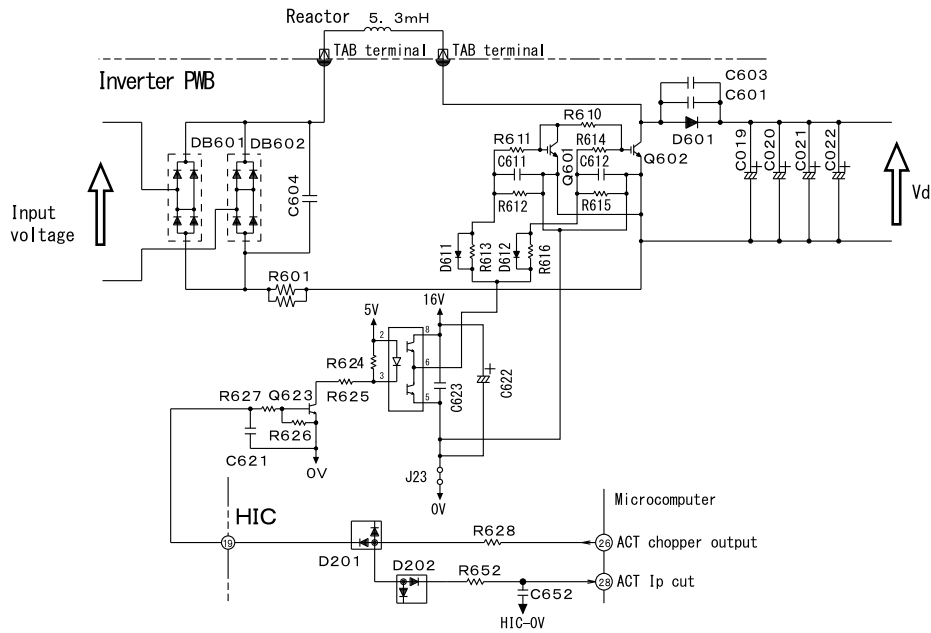 Reactor 5. 3mH
TAB terminal
TAB terminal
Inverter PWB
C603
C601
D601
R610
R611
R614
C611
C612
Q601
Q602
R612
R615
DB601
DB602
C604
C019
C020
C021
C022
Input
voltage
Vd
D611
R613
D612
R616
R601
5V
16V
2
8
R624
6
3
R625
5
C623
C622
R627
Q623
R626
C621
0V
J23
0V
HIC
Microcomputer
19
R628
26
ACT chopper output
D201
D202
R652
28
ACT Ip cut
C652
HIC-0V